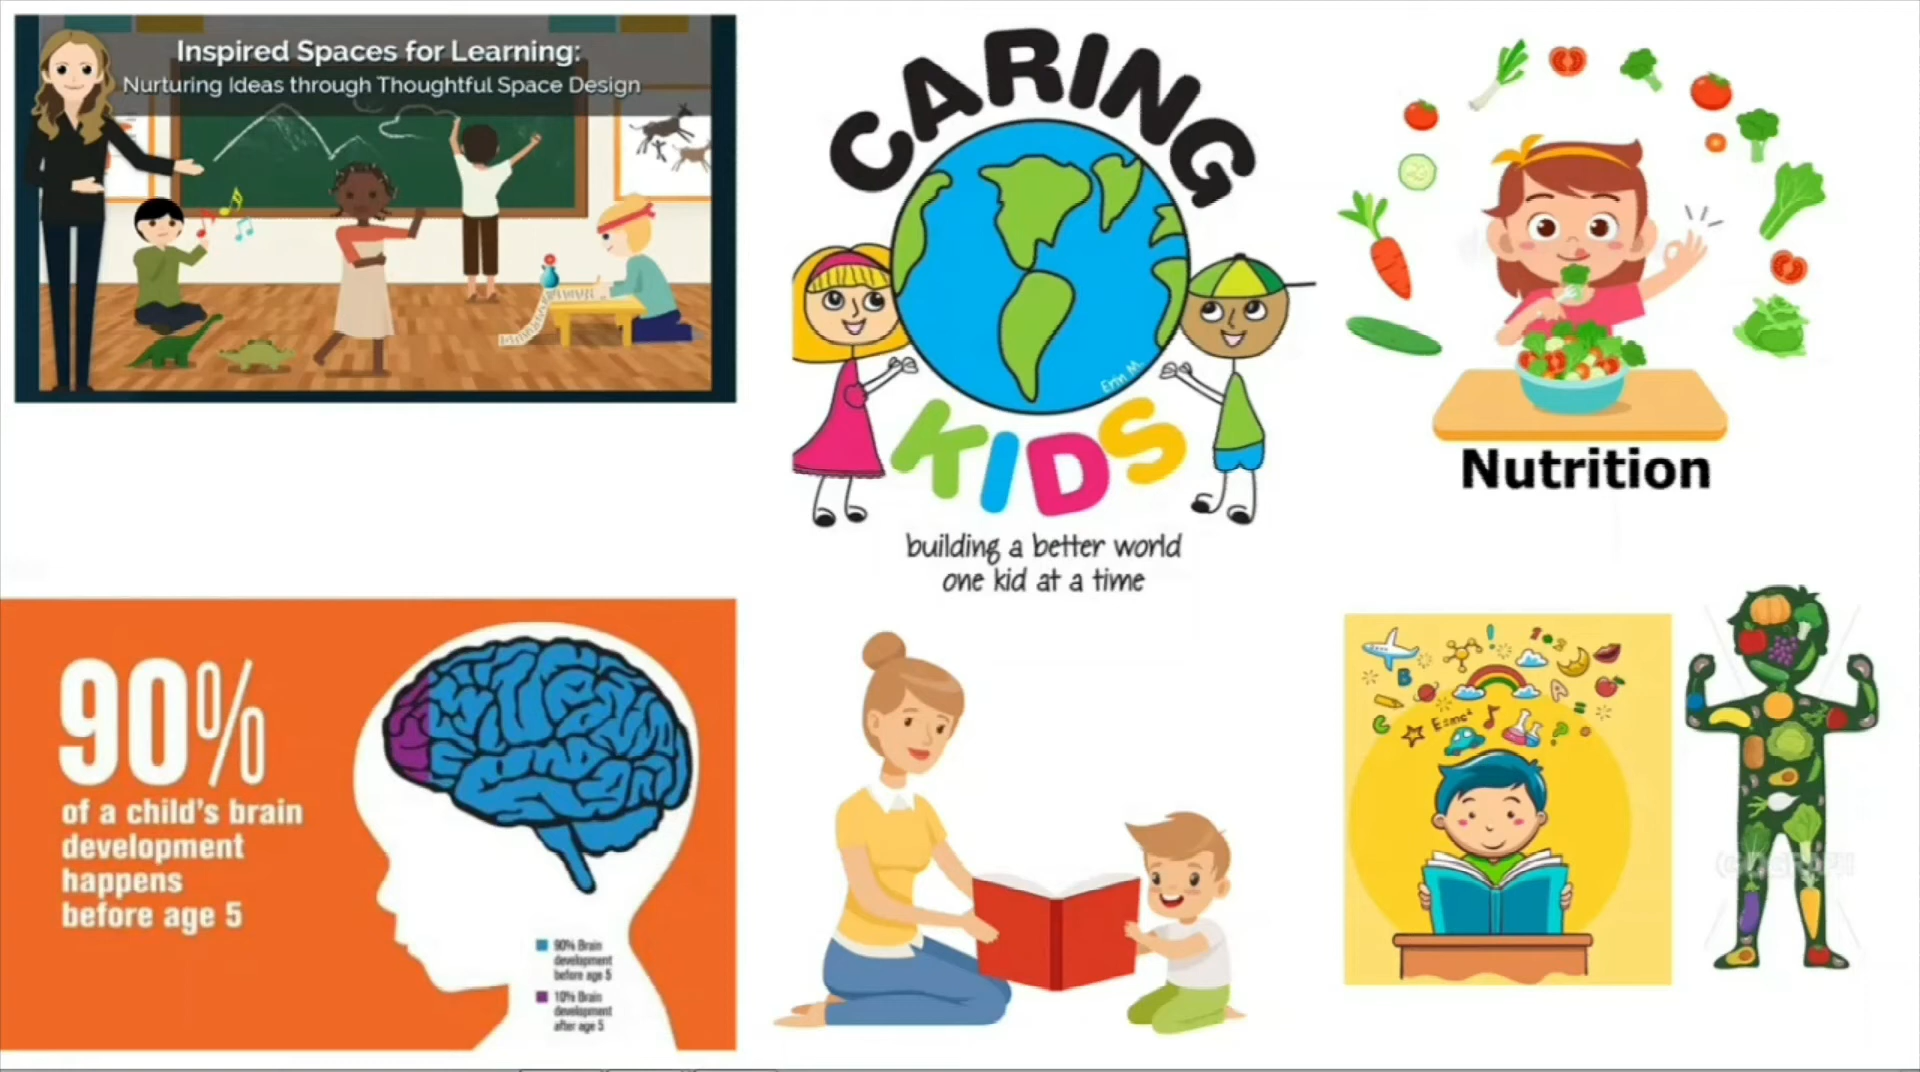 Inspired Spaces for Learning:
Nurturing Ideas through Thoughtful Space Design
CARING
Erin M.
KIDS
building a better world
one kid at a time
Nutrition
90%
of a child's brain
development
happens
before age 5
90% Brain
development
before age 5
10% Brain
development
after age 5
B
A
E=mc²